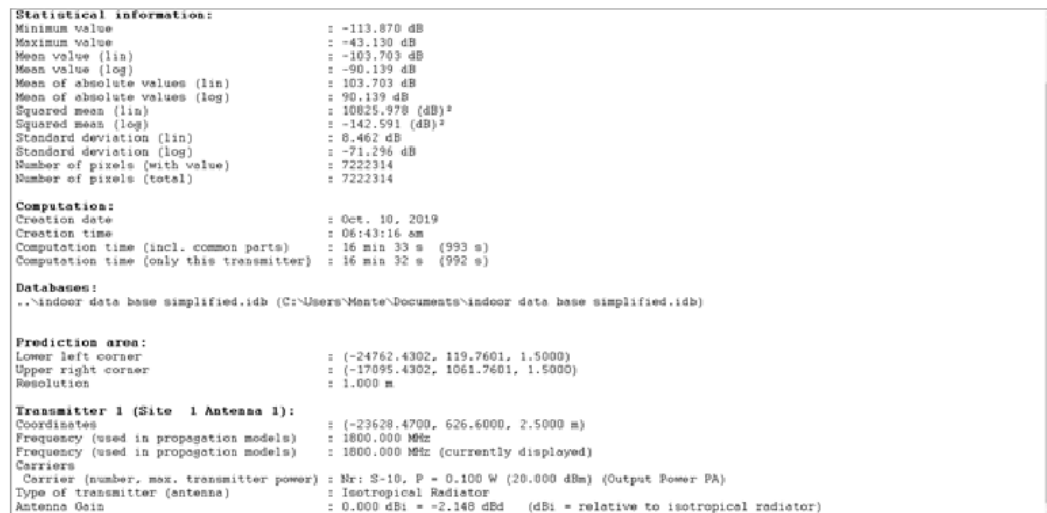 Statistical information:
Minimum value : -113.870 dB
Maximum value : -43.130 dB
Mean value (lin) : -103.703 dB
Mean value (log) : -90.139 dB
Mean of absolute values (lin) : 103.703 dB
Mean of absolute values (log) : 90.139 dB
Squared mean (lin) : 10825.978 (dB)²
Squared mean (log) : -142.591 (dB)²
Standard deviation (lin) : 8.462 dB
Standard deviation (log) : -71.296 dB
Number of pixels (with value) : 7222314
Number of pixels (total) : 7222314
Computation:
Creation date : Oct. 10, 2019
Creation time : 06:43:16 am
Computation time (incl. common parts) : 16 min 33 s (993 s)
Computation time (only this transmitter) : 16 min 32 s (992 s)
Databases:
..\indoor data base simplified.idb (C:\Users\Mante\Documents\indoor data base simplified.idb)
Prediction area:
Lower left corner : (-24762.4302, 119.7601, 1.5000)
Upper right corner : (-17095.4302, 1061.7601, 1.5000)
Resolution : 1.000 m
Transmitter 1 (Site 1 Antenna 1):
Coordinates : (-23628.4700, 626.6000, 2.5000 m)
Frequency (used in propagation models) : 1800.000 MHz
Frequency (used in propagation models) : 1800.000 MHz (currently displayed)
Carriers
Carrier (number, max. transmitter power) : Nr: S-10, P = 0.100 W (20.000 dBm) (Output Power PA)
Type of transmitter (antenna) : Isotropical Radiator
Antenna Gain : 0.000 dBi = -2.148 dBd (dBi = relative to isotropical radiator)